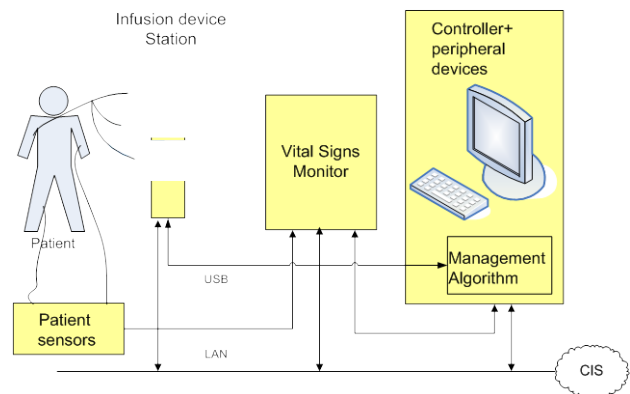 Infusion device
Station
Controller+
peripheral
devices
Vital Signs
Monitor
Patient
Management
Algorithm
USB
Patient
sensors
LAN
CIS